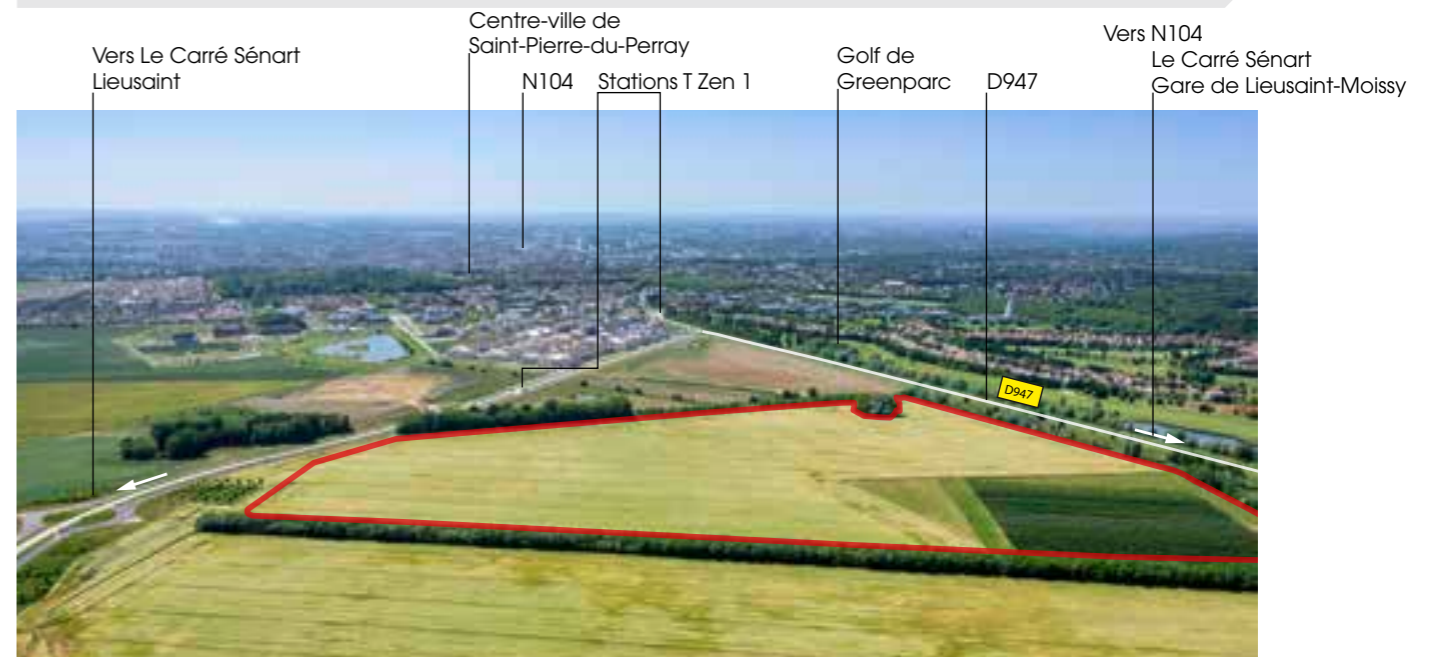 Vers Le Carré Sénart
Lieusaint
Centre-ville de
Saint-Pierre-du-Perray
N104
Stations T Zen 1
Golf de
Greenparc
D947
Vers N104
Le Carré Sénart
Gare de Lieusaint-Moissy
D947